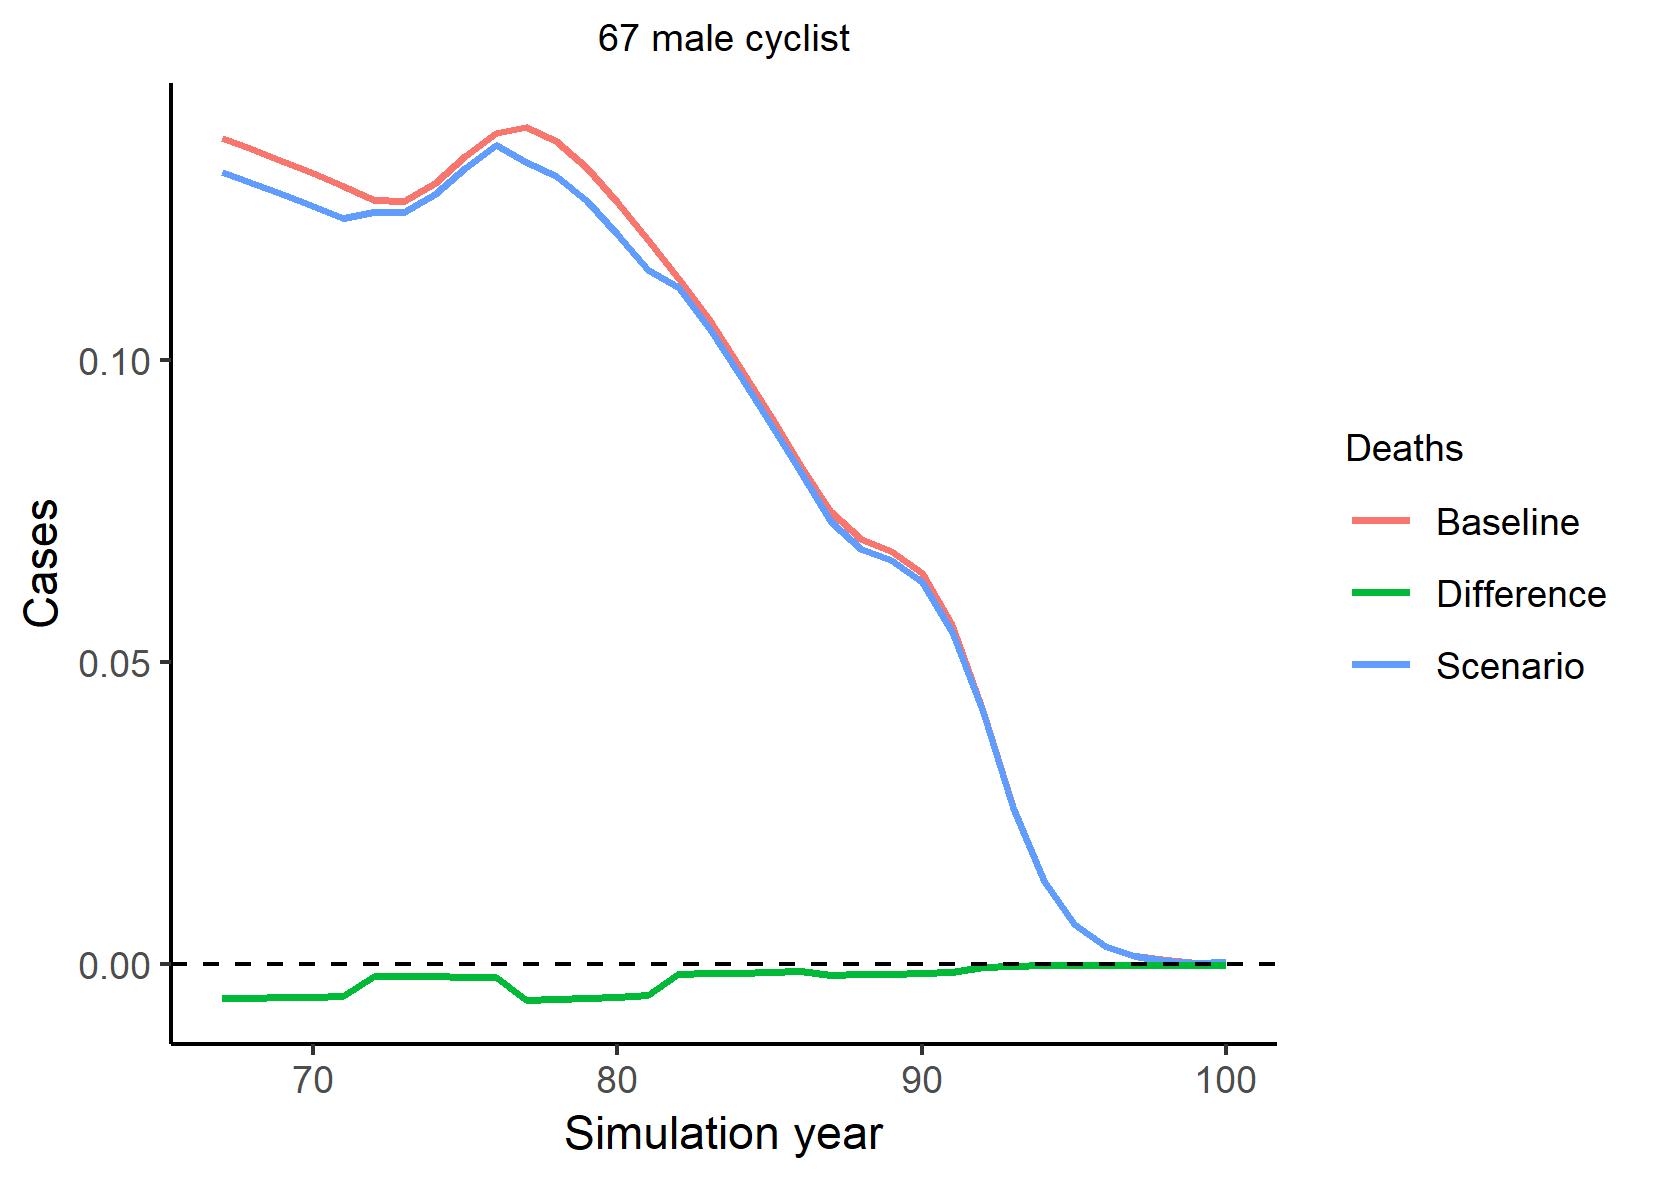 67 male cyclist
Cases
0.10
0.05
0.00
70 80 90 100
Simulation year
Deaths
Baseline
Difference
Scenario